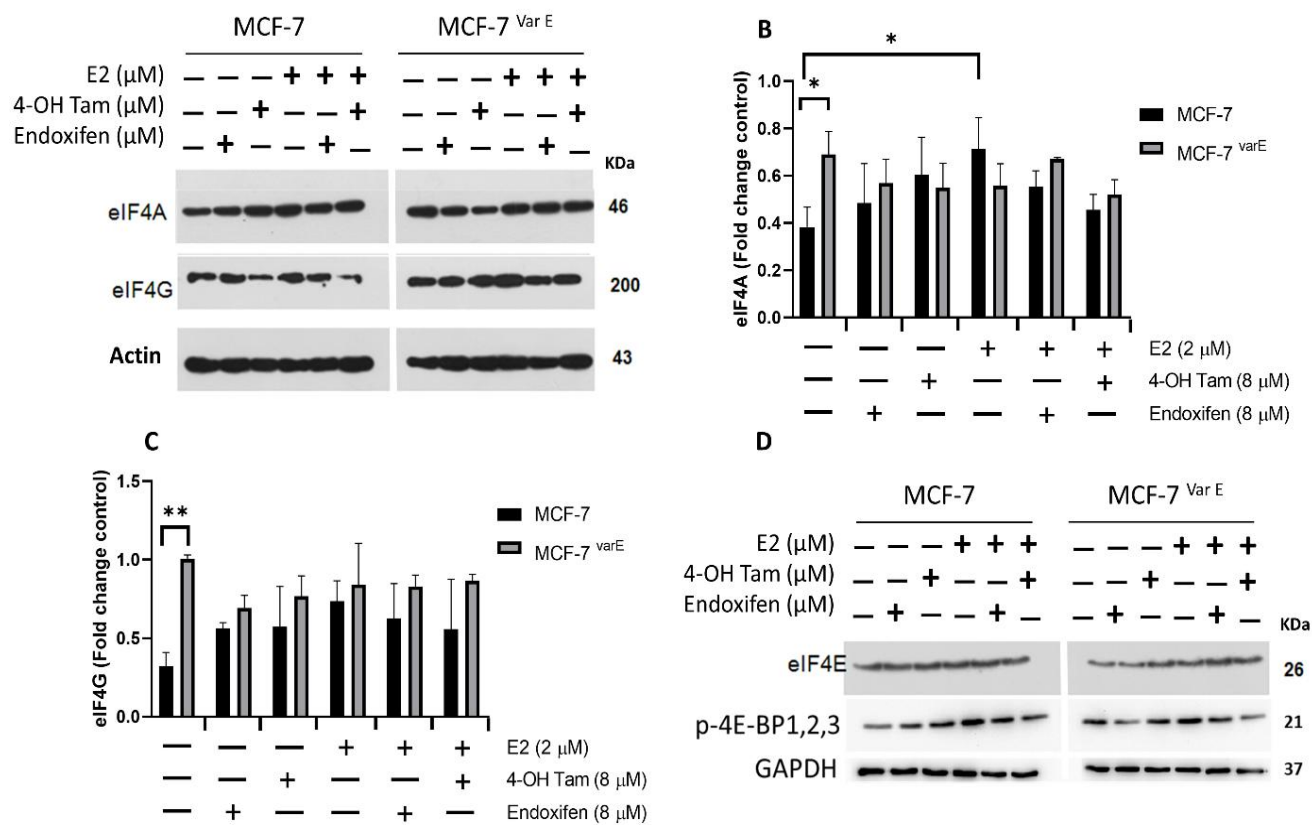 MCF-7 MCF-7 Var E
E2 (μM) — — — + + + — — — + + +
4-OH Tam (μM) — — + — — + — — + — — +
Endoxifen (μM) — + — — + — — + — — + —
KDa
eIF4A 46
eIF4G 200
Actin 43
B
*
*
eIF4A (Fold change control)
1.0
0.8
0.6
0.4
0.2
0.0
MCF-7
MCF-7 varE
— — — + + + E2 (2 μM)
— — + — — + 4-OH Tam (8 μM)
— + — — + — Endoxifen (8 μM)
C
**
eIF4G (Fold change control)
1.5
1.0
0.5
0.0
MCF-7
MCF-7 varE
— — — + + + E2 (2 μM)
— — + — — + 4-OH Tam (8 μM)
— + — — + — Endoxifen (8 μM)
D
MCF-7 MCF-7 Var E
E2 (μM) — — — + + + — — — + + +
4-OH Tam (μM) — — + — — + — — + — — +
Endoxifen (μM) — + — — + — — + — — + —
KDa
eIF4E 26
p-4E-BP1,2,3 21
GAPDH 37